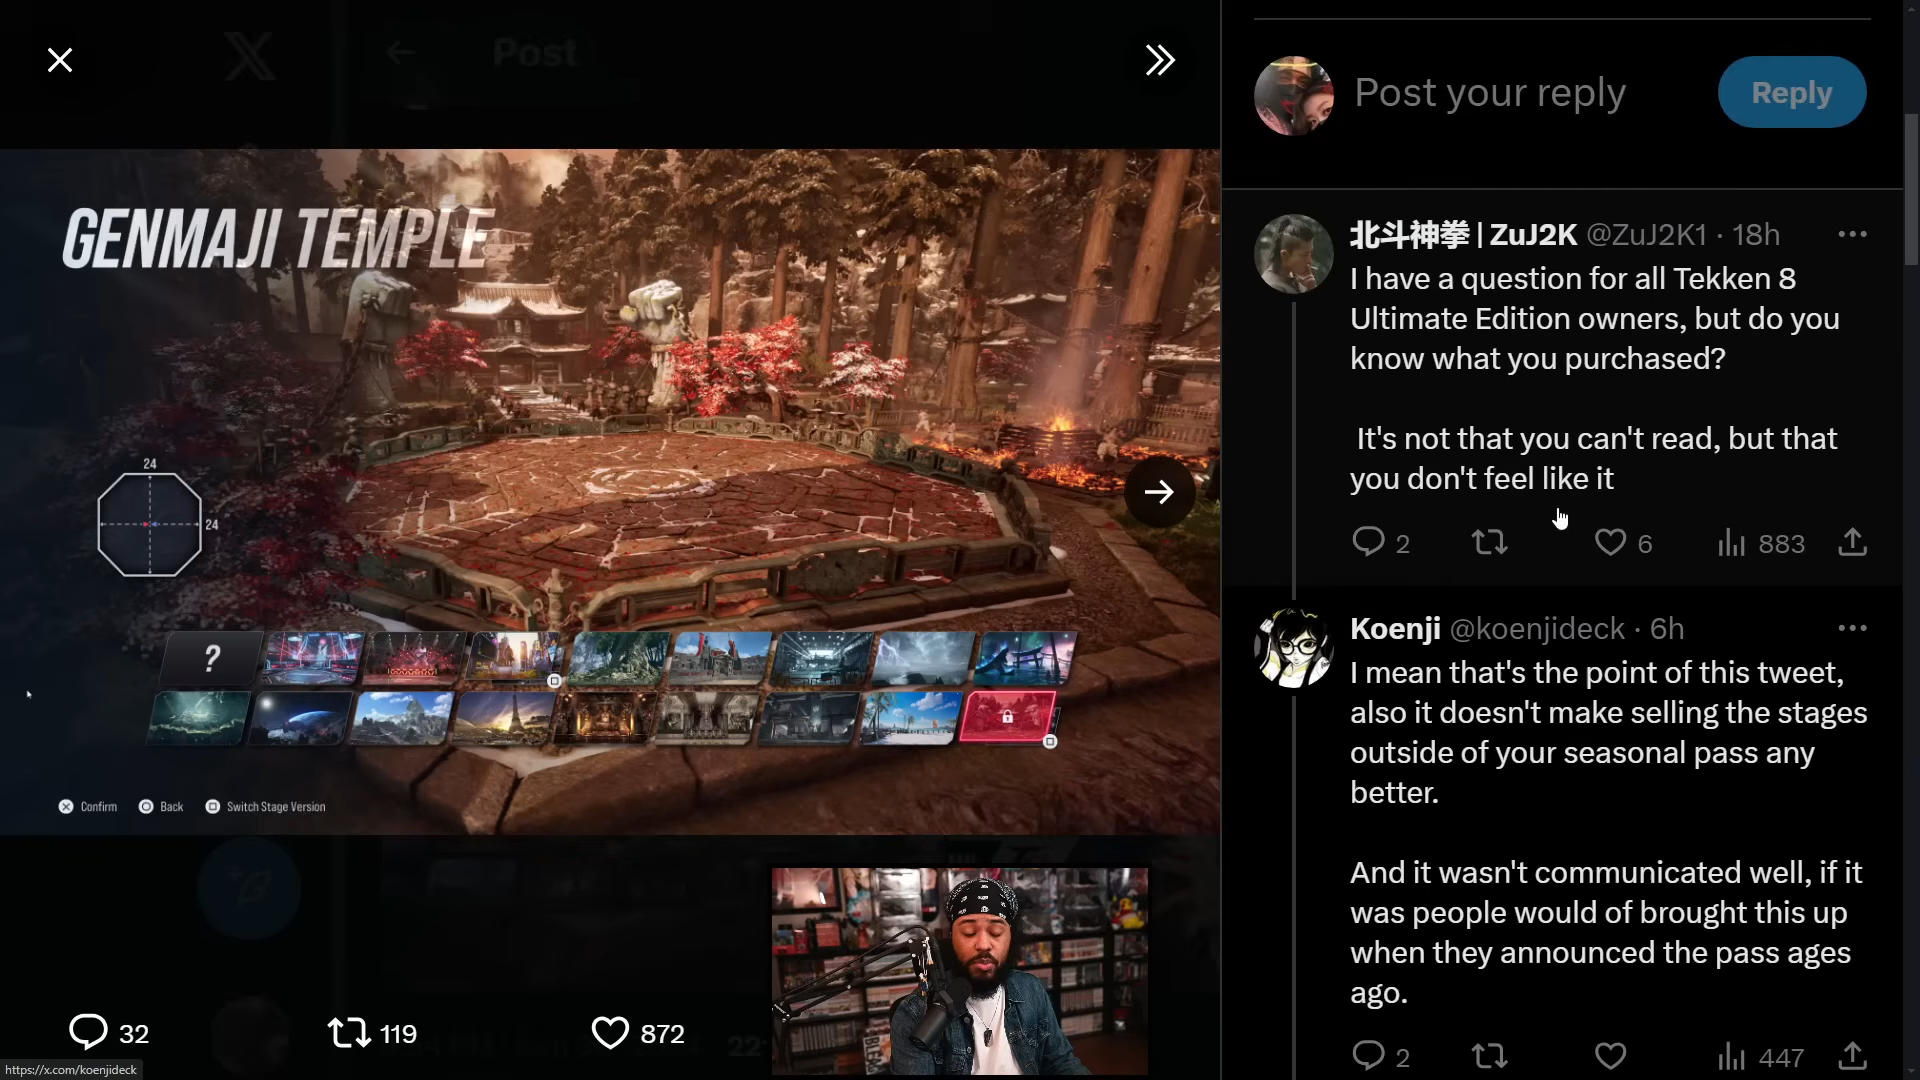 Post
GENMAJI TEMPLE
24
24
?
Confirm
Back
Switch Stage Version
32
119
872
https://x.com/koenjideck
Post your reply
Reply
北斗神拳 | ZuJ2K @ZuJ2K1 · 18h
I have a question for all Tekken 8
Ultimate Edition owners, but do you
know what you purchased?
It's not that you can't read, but that
you don't feel like it
2
6
883
Koenji @koenjideck · 6h
I mean that's the point of this tweet,
also it doesn't make selling the stages
outside of your seasonal pass any
better.
And it wasn't communicated well, if it
was people would of brought this up
when they announced the pass ages
ago.
2
447